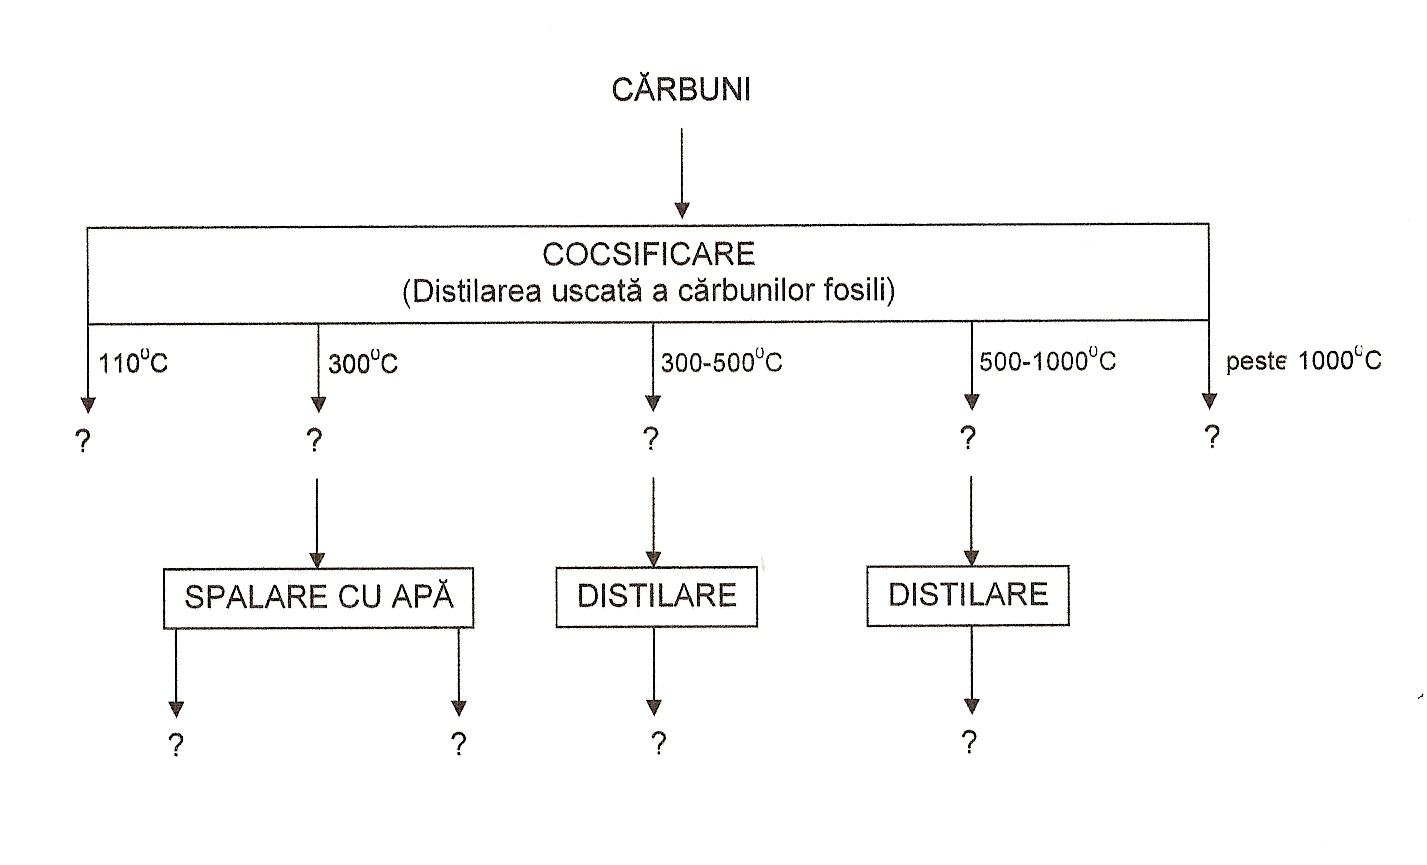 CĂRBUNI
COCSIFICARE
(Distilarea uscată a cărbunilor fosili)
110⁰C 300⁰C 300-500⁰C 500-1000⁰C peste 1000⁰C
? ? ? ? ?
SPALARE CU APĂ DISTILARE DISTILARE
? ? ? ?